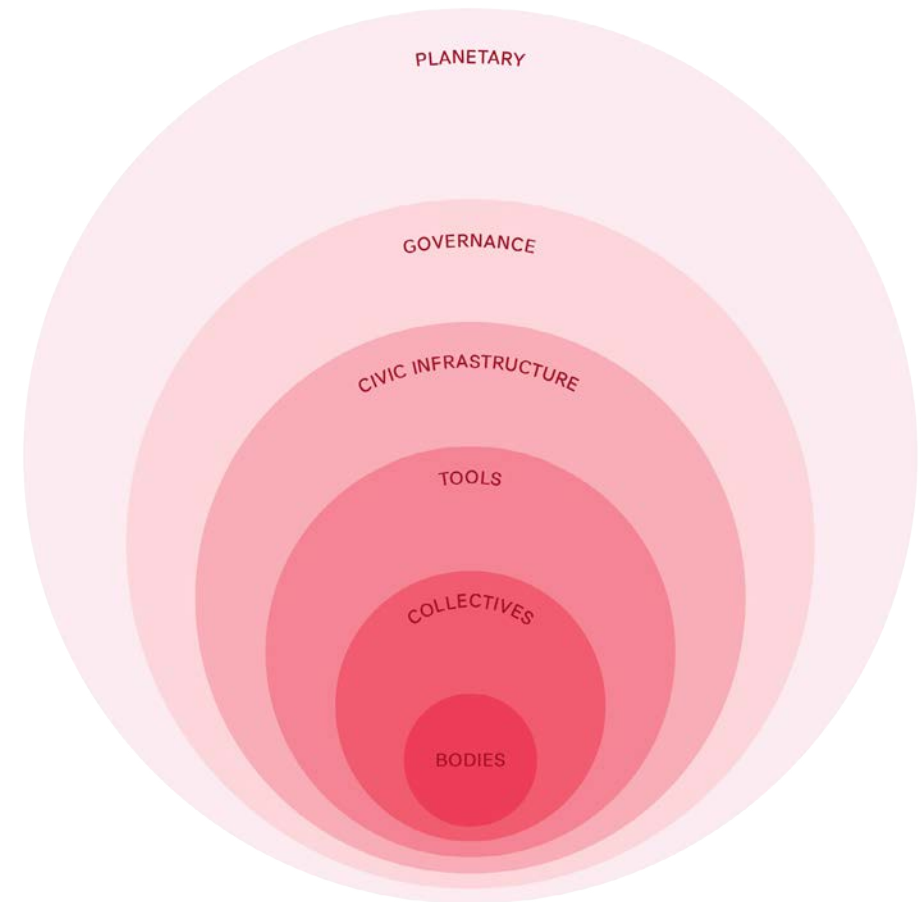 PLANETARY
GOVERNANCE
CIVIC INFRASTRUCTURE
TOOLS
COLLECTIVES
BODIES